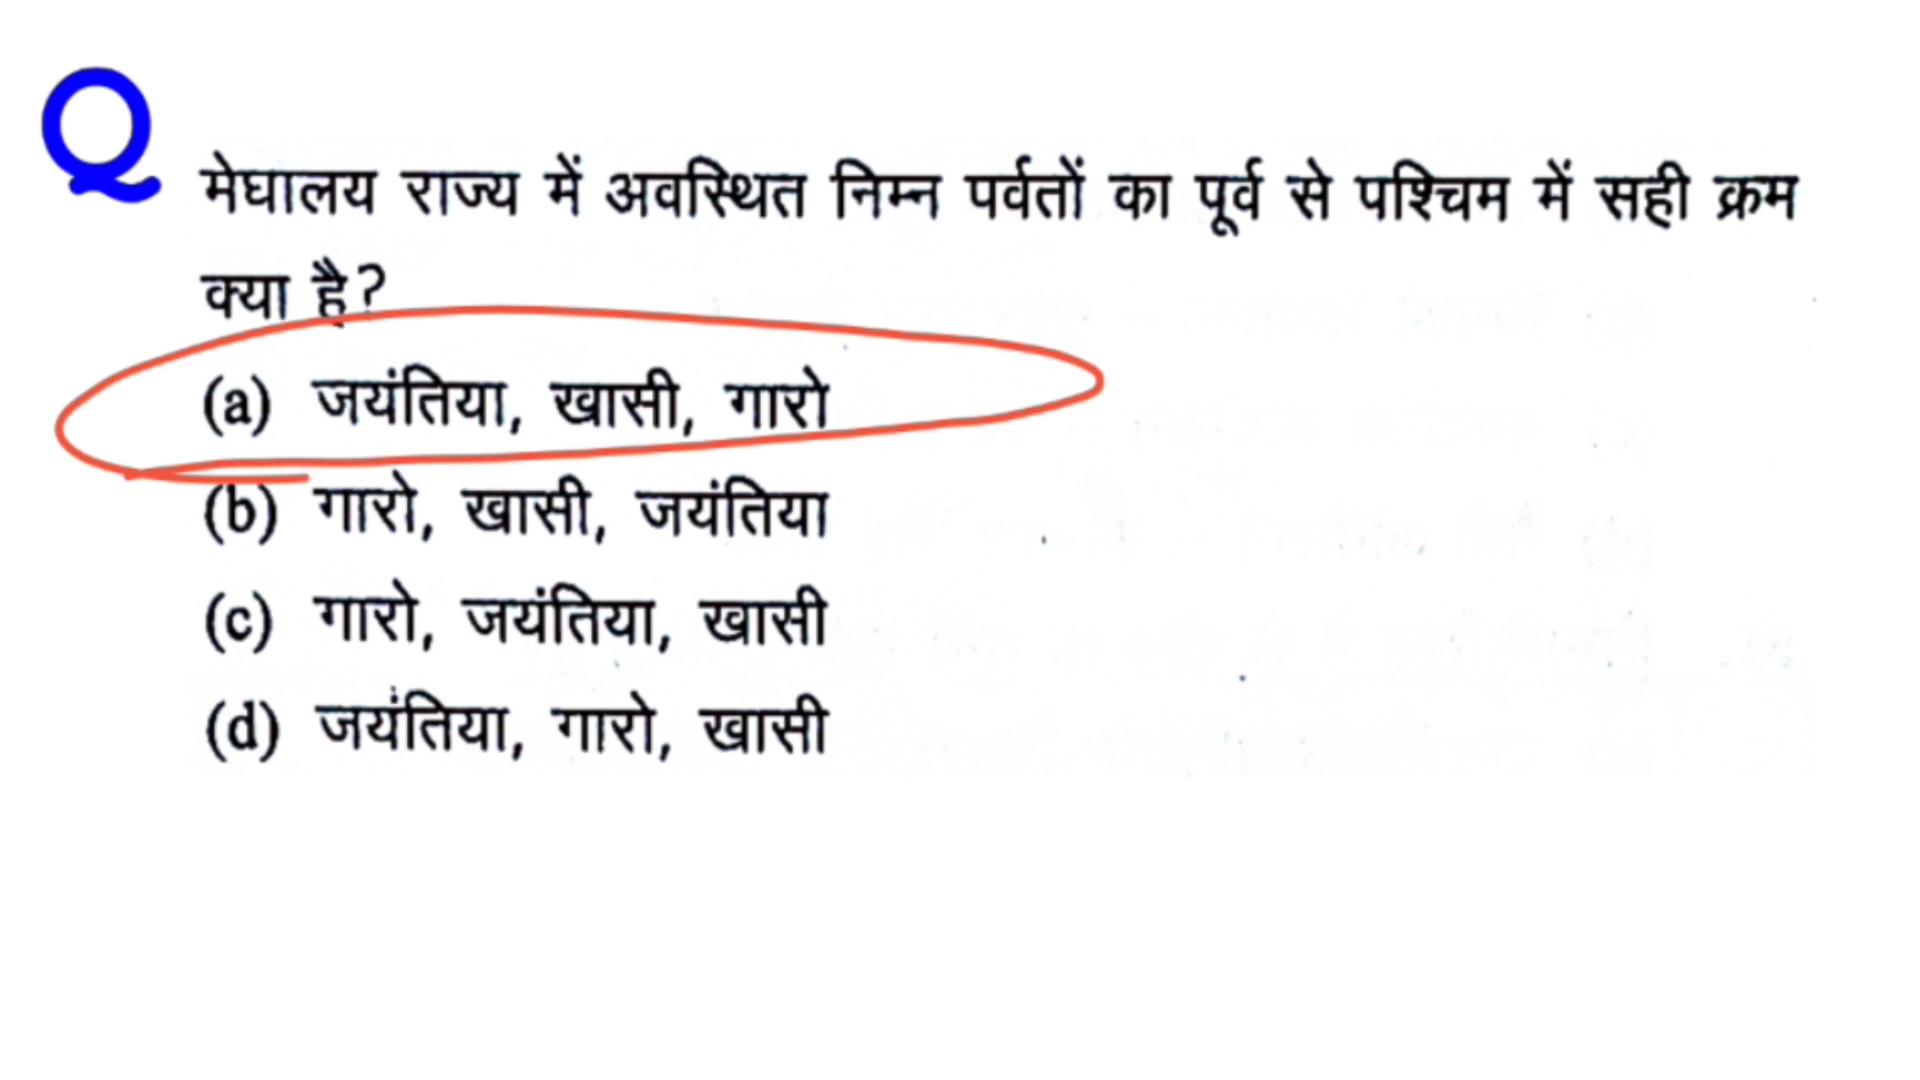 Q
मेघालय राज्य में अवस्थित निम्न पर्वतों का पूर्व से पश्चिम में सही क्रम
क्या है?
(a) जयंतिया, खासी, गारो
(b) गारो, खासी, जयंतिया
(c) गारो, जयंतिया, खासी
(d) जयंतिया, गारो, खासी